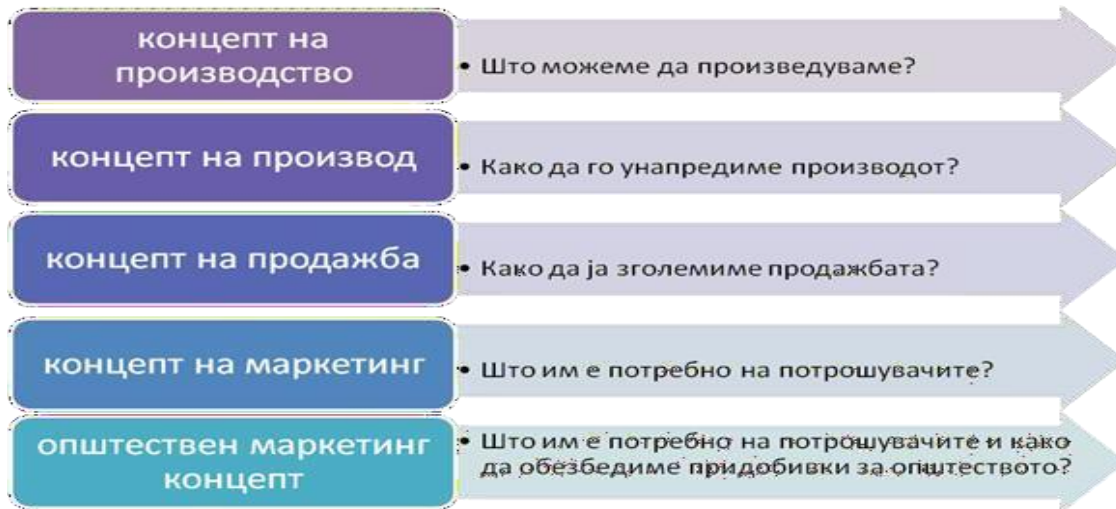 концепт на
производство
• Што можеме да произведуваме?
концепт на производ
• Како да го унапредиме производот?
концепт на продажба
• Како да ја зголемиме продажбата?
концепт на маркетинг
• Што им е потребно на потрошувачите?
општествен маркетинг
концепт
• Што им е потребно на потрошувачите и како
да обезбедиме придобивки за општеството?